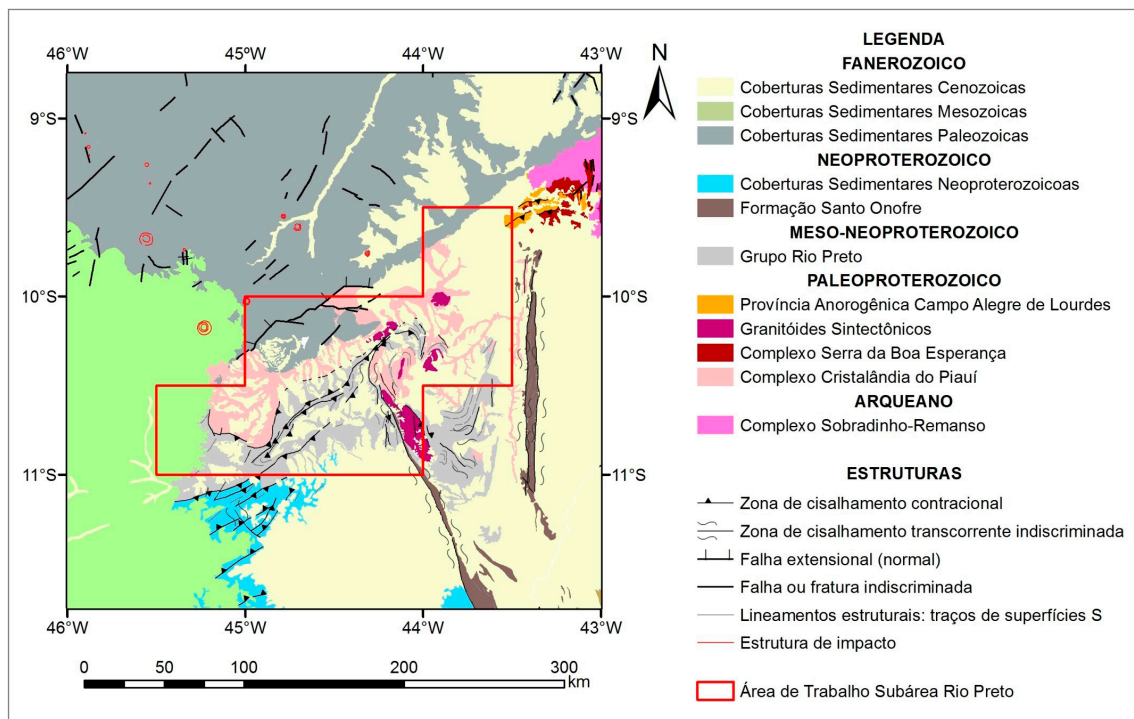 46°W
45°W
44°W
43°W
N
9°S
9°S
10°S
10°S
11°S
11°S
46°W
45°W
44°W
43°W
0
50
100
200
300
km
LEGENDA
FANEROZOICO
Coberturas Sedimentares Cenozoicas
Coberturas Sedimentares Mesozoicas
Coberturas Sedimentares Paleozoicas
NEOPROTEROZOICO
Coberturas Sedimentares Neoproterozoicoas
Formação Santo Onofre
MESO-NEOPROTEROZOICO
Grupo Rio Preto
PALEOPROTEROZOICO
Província Anorogênica Campo Alegre de Lourdes
Granitóides Sintectônicos
Complexo Serra da Boa Esperança
Complexo Cristalândia do Piauí
ARQUEANO
Complexo Sobradinho-Remanso
ESTRUTURAS
Zona de cisalhamento contracional
Zona de cisalhamento transcorrente indiscriminada
Falha extensional (normal)
Falha ou fratura indiscriminada
Lineamentos estruturais: traços de superfícies S
Estrutura de impacto
Área de Trabalho Subárea Rio Preto